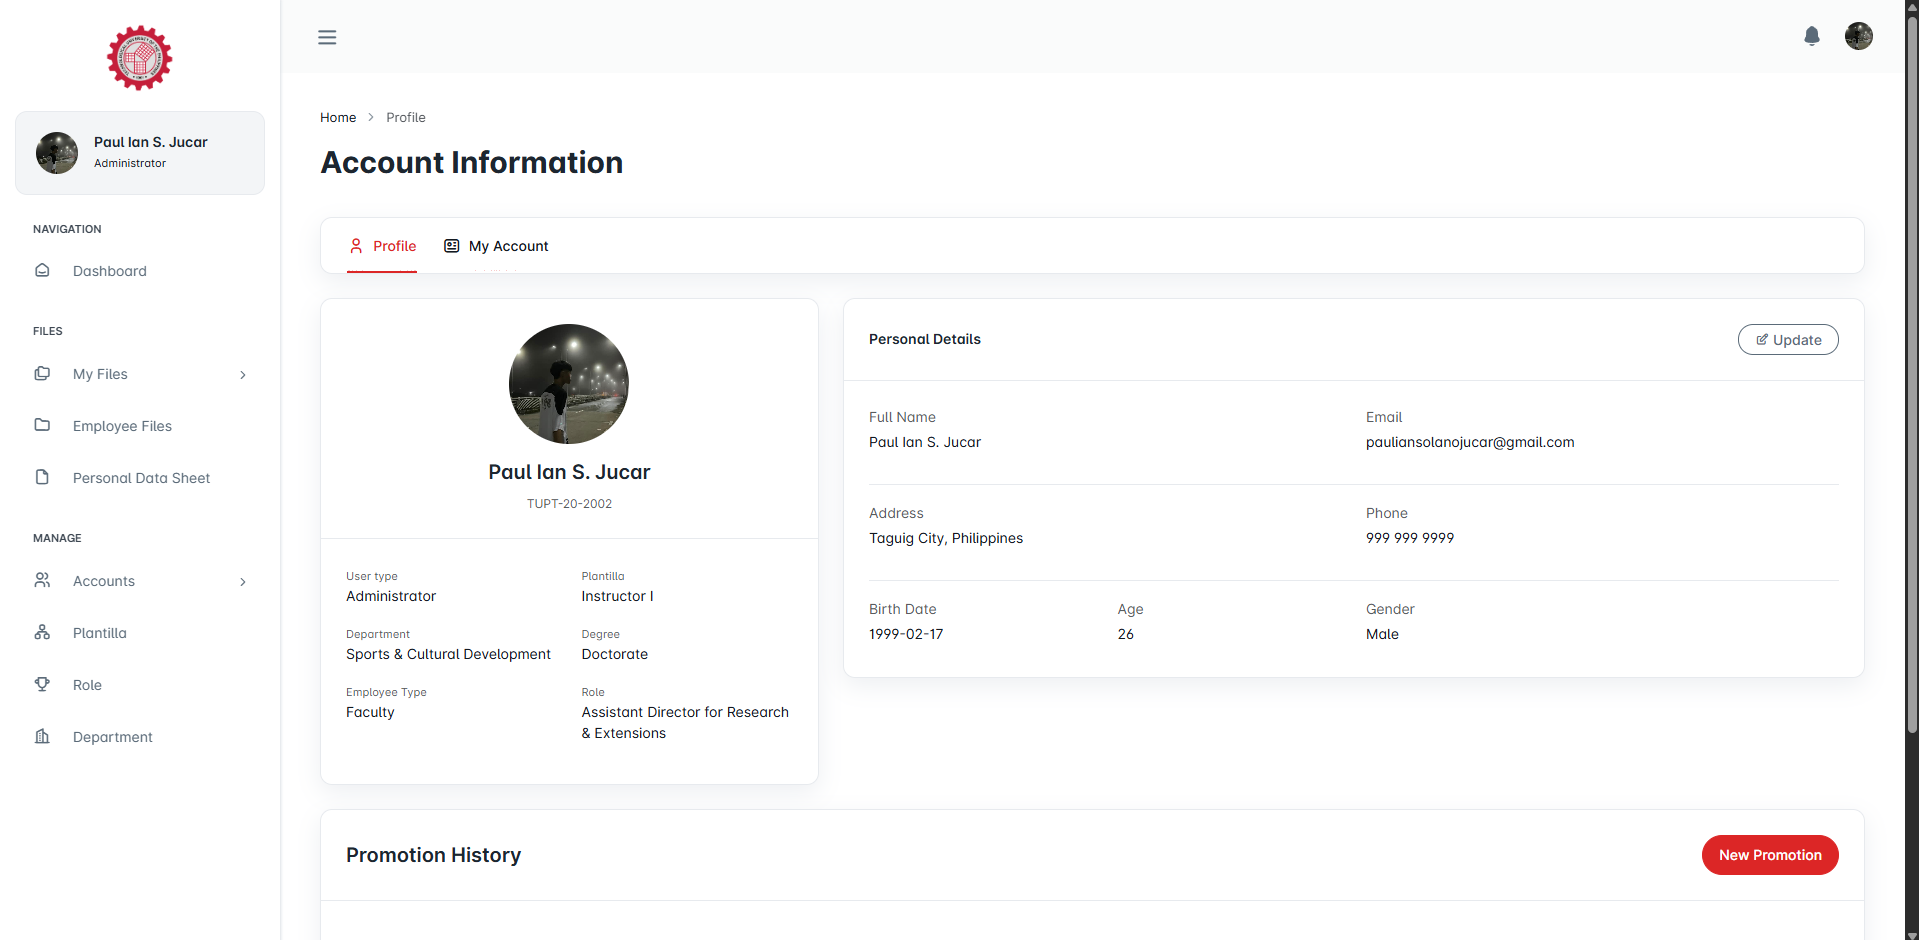 Paul Ian S. Jucar
Administrator
NAVIGATION
Dashboard
FILES
My Files
Employee Files
Personal Data Sheet
MANAGE
Accounts
Plantilla
Role
Department
Home > Profile
Account Information
Profile
My Account
Paul Ian S. Jucar
TUPT-20-2002
User type
Administrator
Plantilla
Instructor I
Department
Sports & Cultural Development
Degree
Doctorate
Employee Type
Faculty
Role
Assistant Director for Research
& Extensions
Personal Details
Update
Full Name
Paul Ian S. Jucar
Email
pauliansolanojucar@gmail.com
Address
Taguig City, Philippines
Phone
999 999 9999
Birth Date
1999-02-17
Age
26
Gender
Male
Promotion History
New Promotion